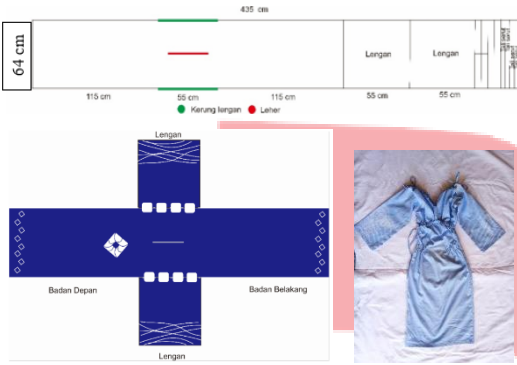 435 cm
64 cm
Lengan
Lengan
115 cm
55 cm
115 cm
55 cm
55 cm
Kerung lengan
Leher
Lengan
Badan Depan
Badan Belakang
Lengan